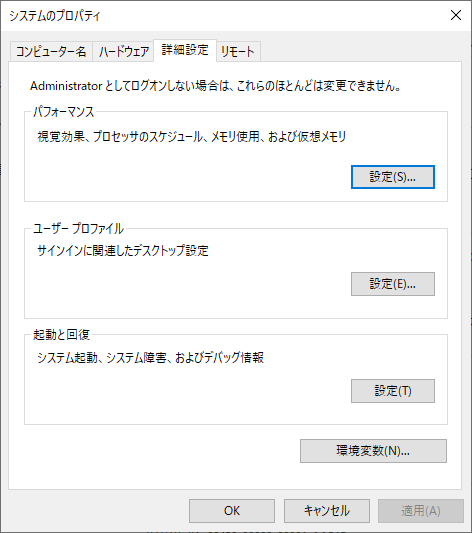 システムのプロパティ
コンピューター名 ハードウェア 詳細設定 リモート
Administrator としてログオンしない場合は、これらのほとんどは変更できません。
パフォーマンス
視覚効果、プロセッサのスケジュール、メモリ使用、および仮想メモリ
設定(S)...
ユーザー プロファイル
サインインに関連したデスクトップ設定
設定(E)...
起動と回復
システム起動、システム障害、およびデバッグ情報
設定(T)
環境変数(N)...
OK キャンセル 適用(A)